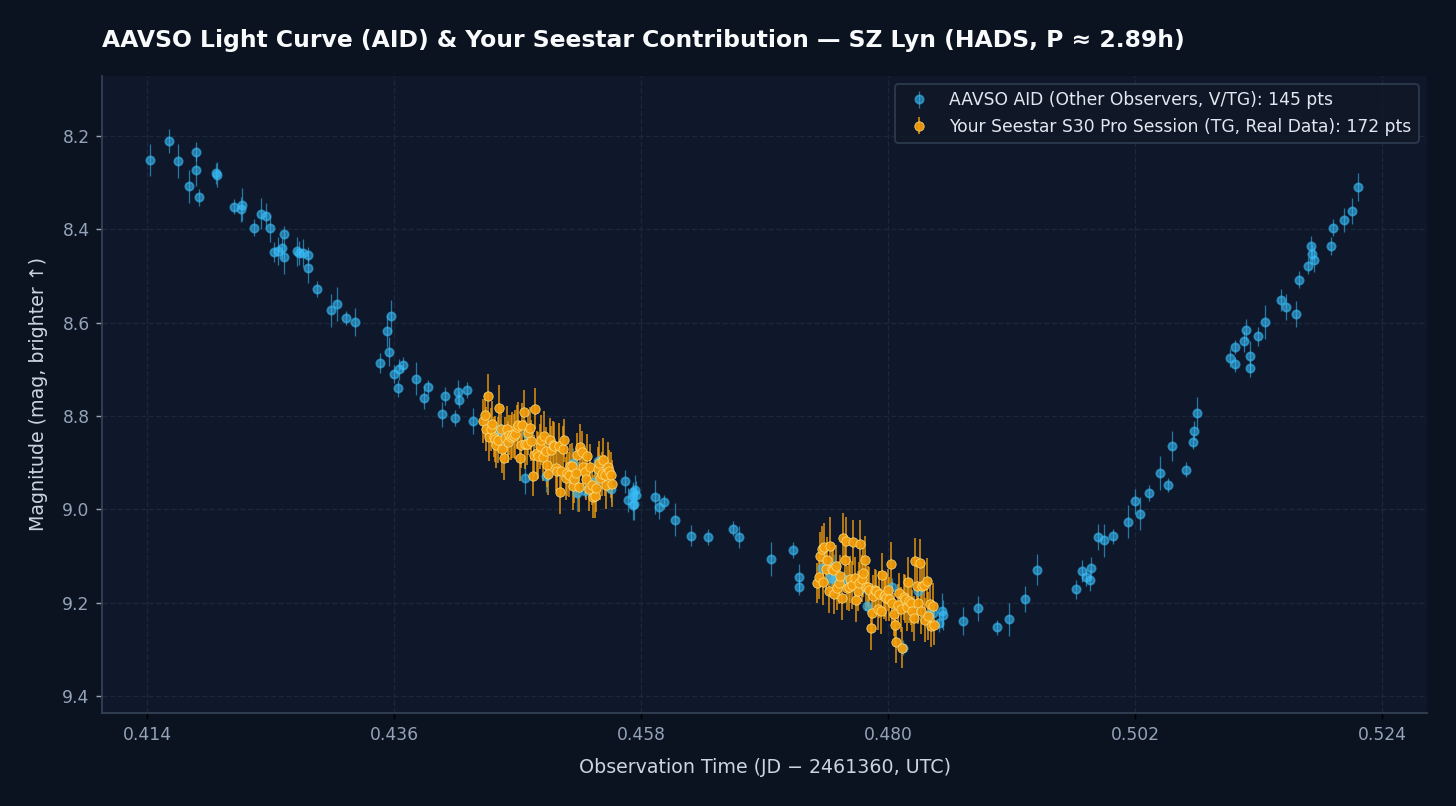 AAVSO Light Curve (AID) & Your Seestar Contribution — SZ Lyn (HADS, P ≈ 2.89h)
AAVSO AID (Other Observers, V/TG): 145 pts
Your Seestar S30 Pro Session (TG, Real Data): 172 pts
Magnitude (mag, brighter ↑)
8.2
8.4
8.6
8.8
9.0
9.2
9.4
0.414 0.436 0.458 0.480 0.502 0.524
Observation Time (JD − 2461360, UTC)